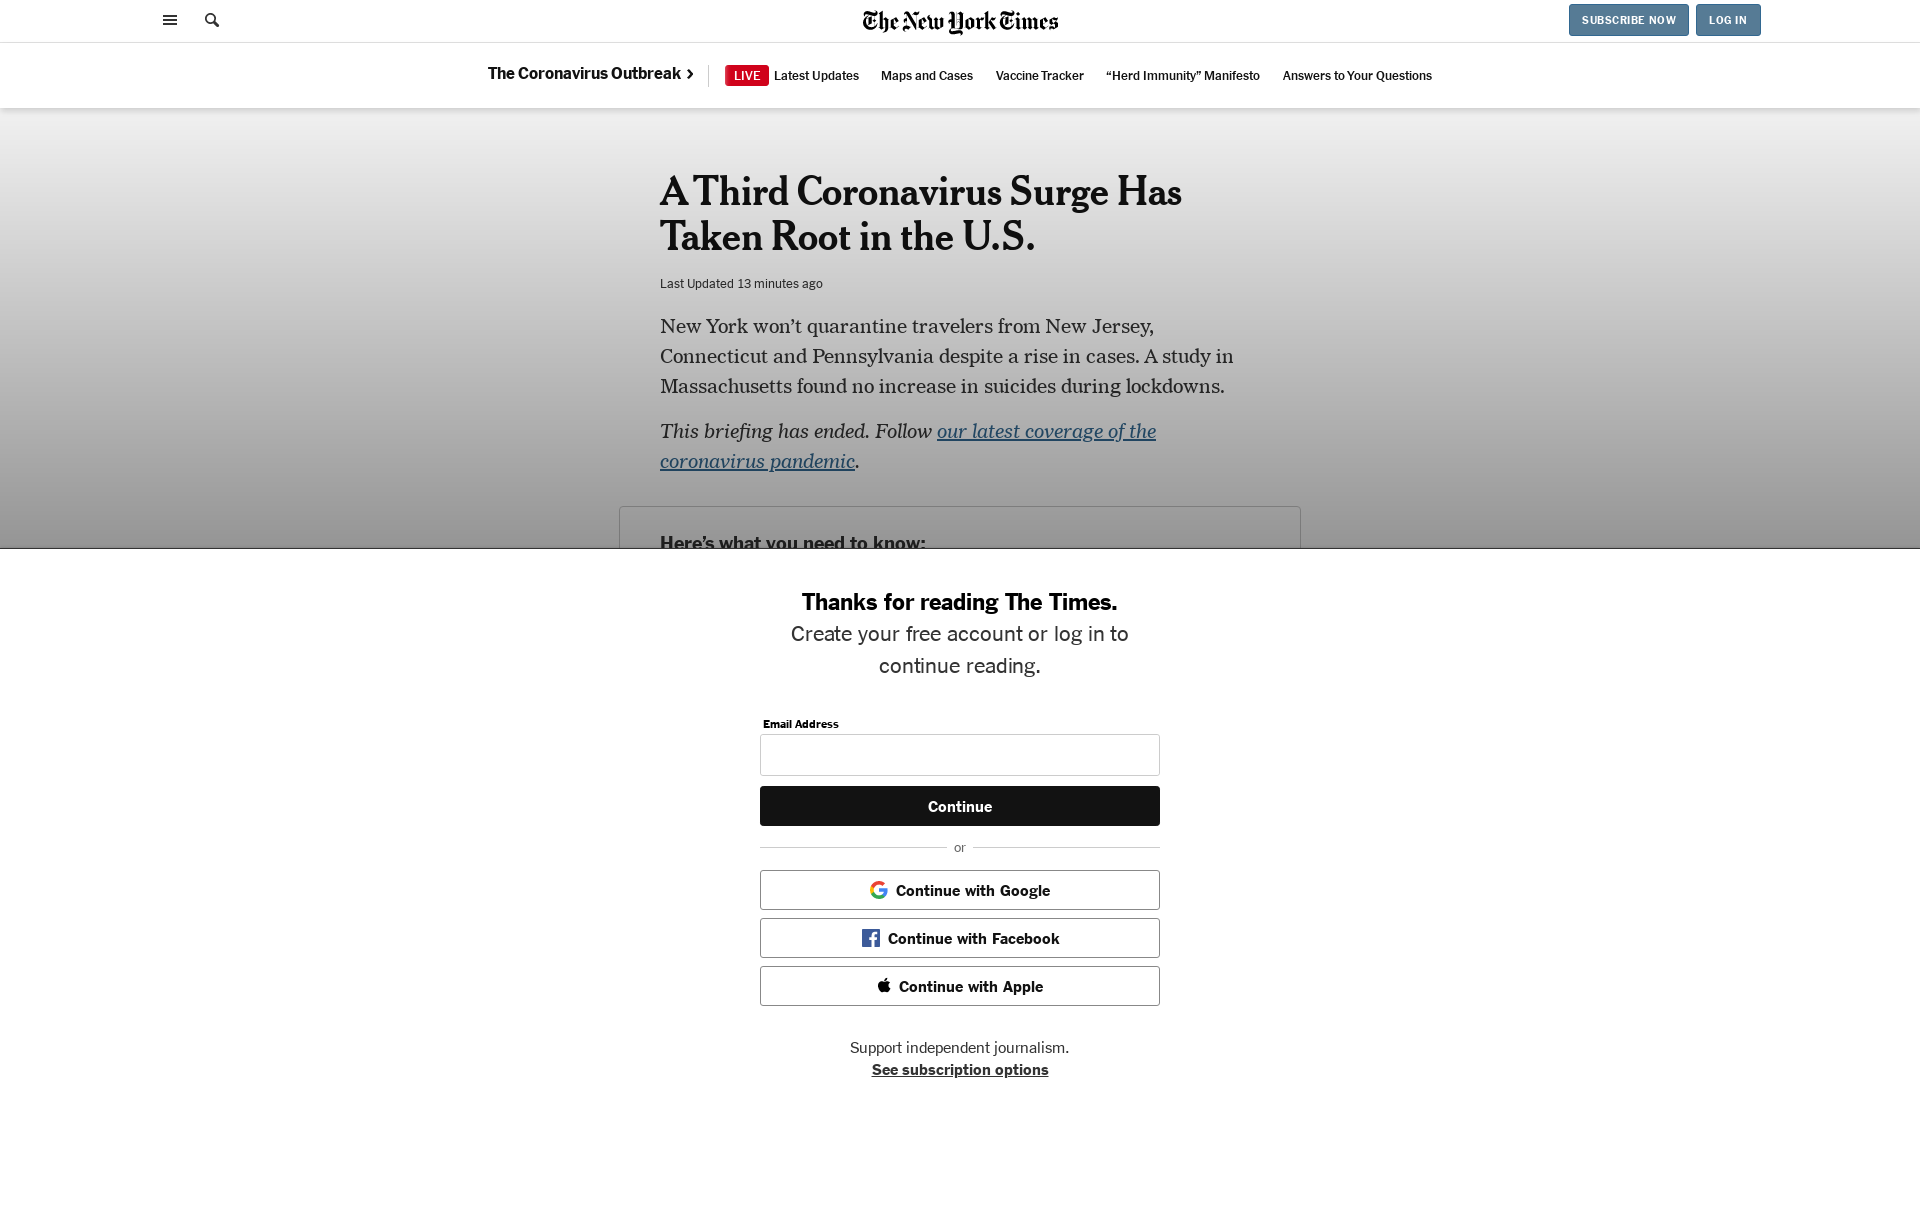 The New York Times
SUBSCRIBE NOW
LOG IN
The Coronavirus Outbreak
LIVE Latest Updates
Maps and Cases
Vaccine Tracker
“Herd Immunity” Manifesto
Answers to Your Questions
A Third Coronavirus Surge Has
Taken Root in the U.S.
Last Updated 13 minutes ago
New York won’t quarantine travelers from New Jersey,
Connecticut and Pennsylvania despite a rise in cases. A study in
Massachusetts found no increase in suicides during lockdowns.
This briefing has ended. Follow our latest coverage of the
coronavirus pandemic.
Here’s what you need to know:
Thanks for reading The Times.
Create your free account or log in to
continue reading.
Email Address
Continue
or
Continue with Google
Continue with Facebook
Continue with Apple
Support independent journalism.
See subscription options